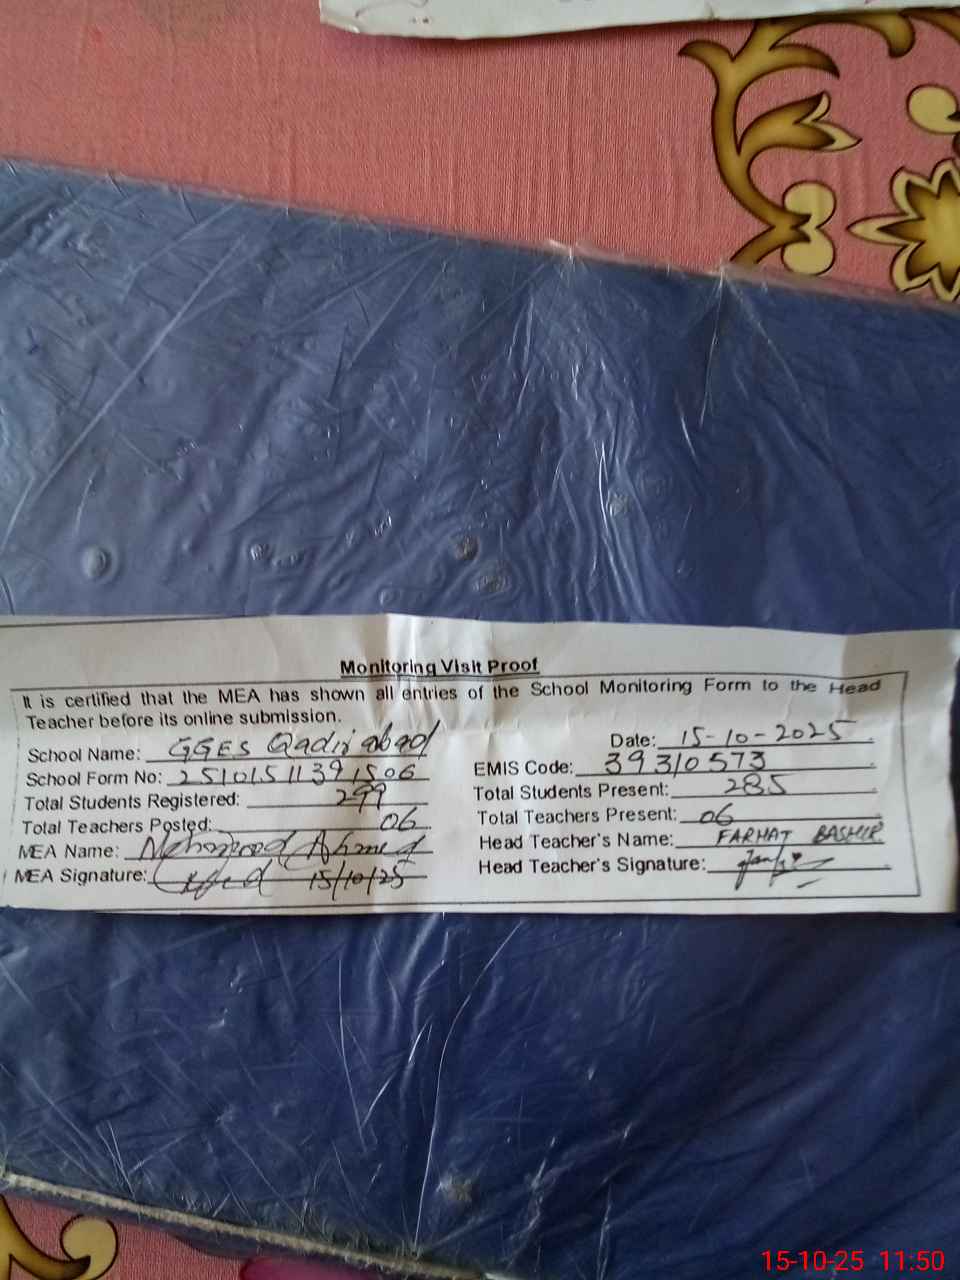 Monitoring Visit Proof
It is certified that the MEA has shown all entries of the School Monitoring Form to the Head
Teacher before its online submission.
School Name: GGES Qadir abad Date: 15-10-2025
School Form No: 25101511391506 EMIS Code: 39310573
Total Students Registered: 299 Total Students Present: 285
Total Teachers Posted: 06 Total Teachers Present: 06
MEA Name: Mehmood Ahmed Head Teacher's Name: FARHAT BASHIR
MEA Signature: 15/10/25 Head Teacher's Signature:
15-10-25 11:50